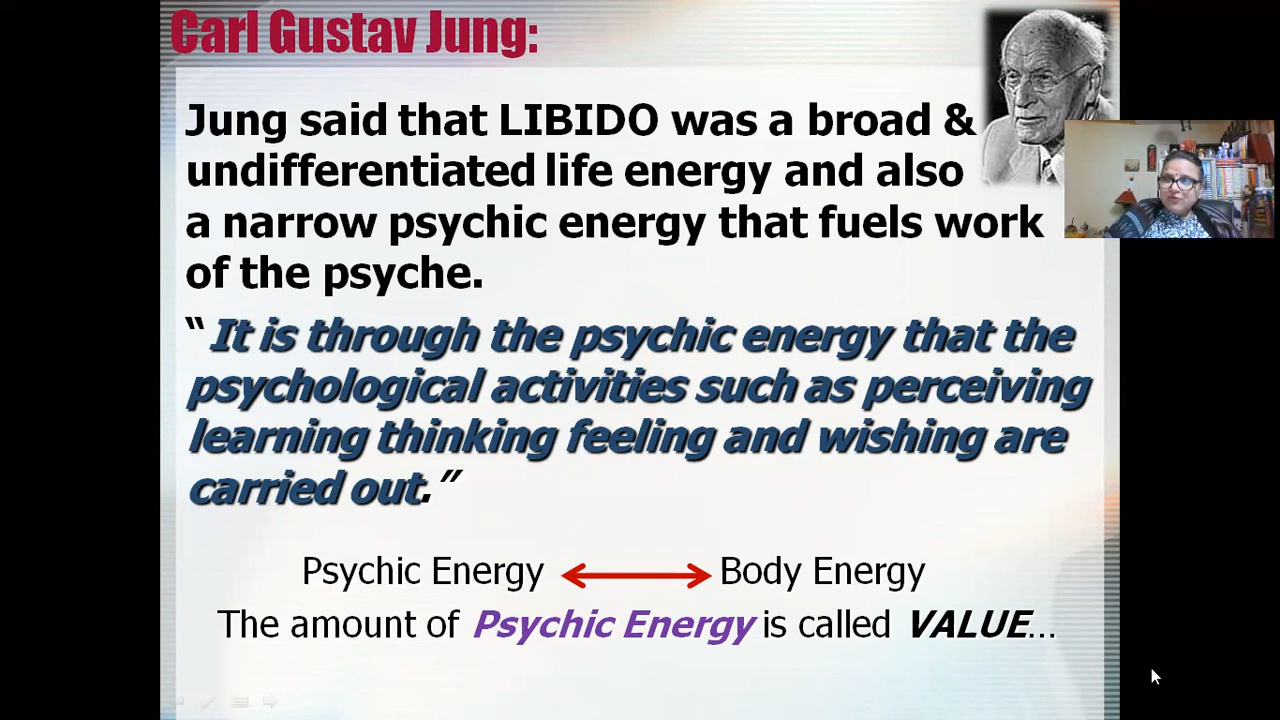 Carl Gustav Jung:
Jung said that LIBIDO was a broad &
undifferentiated life energy and also
a narrow psychic energy that fuels work
of the psyche.
“It is through the psychic energy that the
psychological activities such as perceiving
learning thinking feeling and wishing are
carried out.”
Psychic Energy Body Energy
The amount of Psychic Energy is called VALUE…